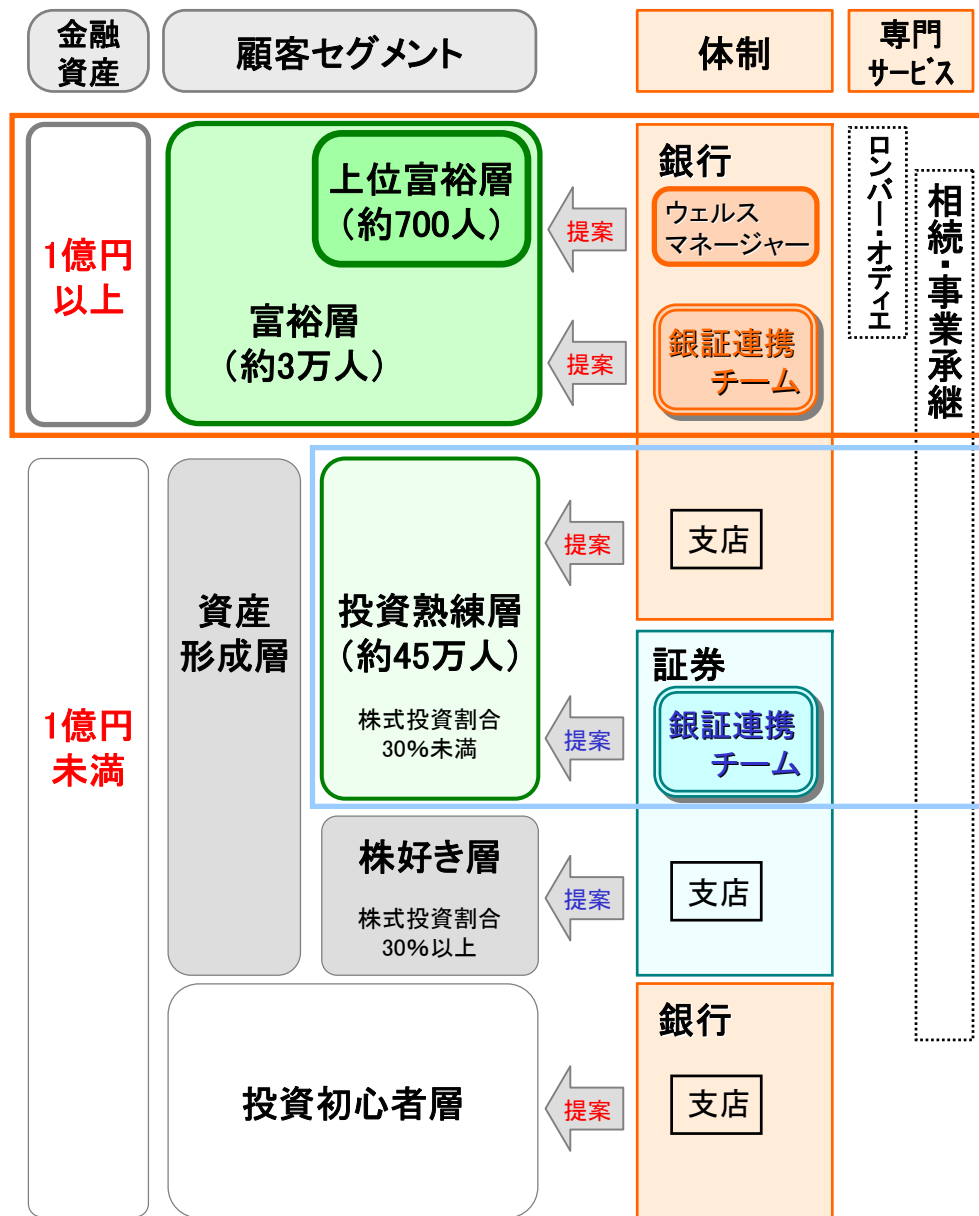 金融
資産
顧客セグメント
体制
専門
サービス
1億円
以上
上位富裕層
（約700人）
富裕層
（約3万人）
提案
提案
銀行
ウェルス
マネージャー
銀証連携
チーム
ロンバー・オディエ
相続・事業承継
1億円
未満
資産
形成層
投資熟練層
（約45万人）
株式投資割合
30%未満
提案
支店
提案
証券
銀証連携
チーム
株好き層
株式投資割合
30%以上
提案
支店
投資初心者層
提案
銀行
支店